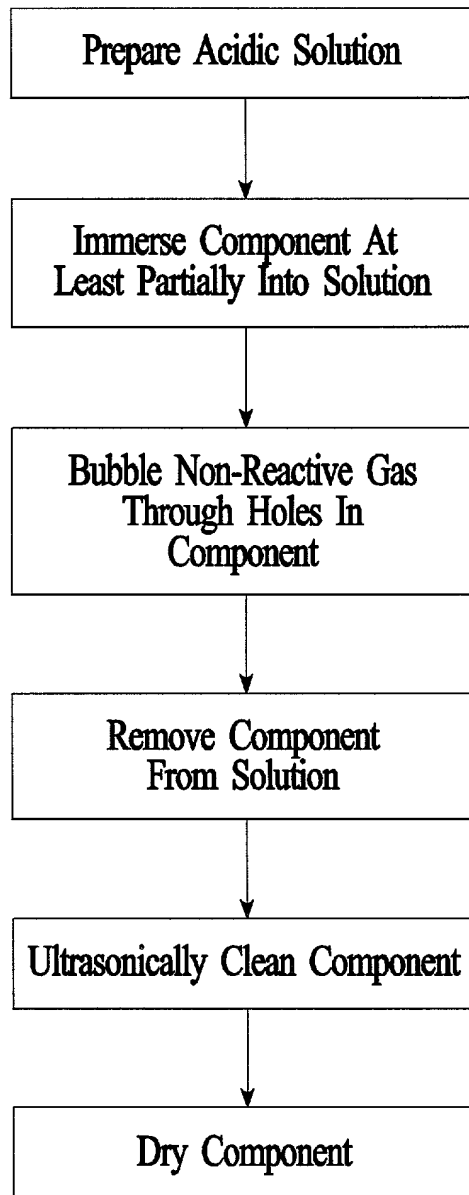 Prepare Acidic Solution
Immerse Component At
Least Partially Into Solution
Bubble Non-Reactive Gas
Through Holes In
Component
Remove Component
From Solution
Ultrasonically Clean Component
Dry Component